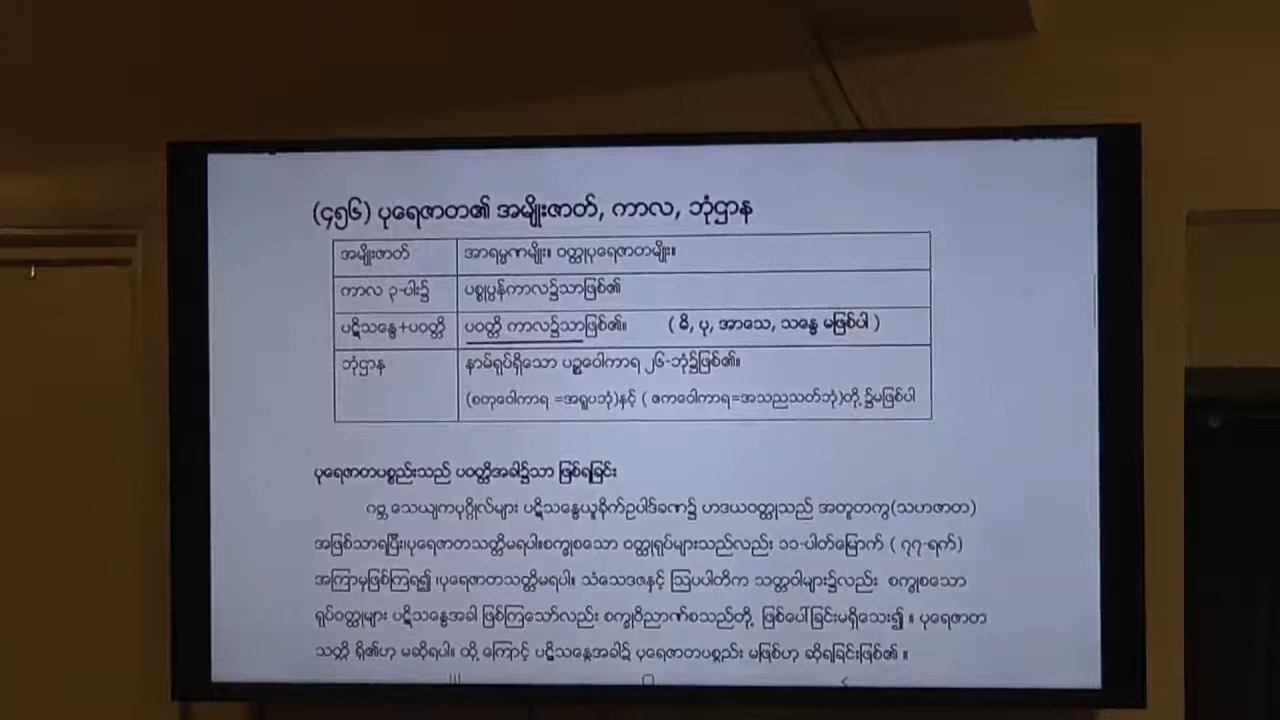 (၄၅၆) ပုရေဇာတ၏ အမျိုးဇာတ်, ကာလ, ဘုံဌာန
အမျိုးဇာတ် အာရမ္မဏမျိုး။ ဝတ္ထုပုရေဇာတမျိုး။
ကာလ ၃-ပါး၌ ပစ္စုပ္ပန်ကာလ၌သာဖြစ်၏
ပဋိသန္ဓေ+ပဝတ္တိ ပဝတ္တိ ကာလ၌သာဖြစ်၏။ ( မိ, ပု, အာသေ, သန္ဓေ မဖြစ်ပါ )
ဘုံဌာန နာမ်ရုပ်ရှိသော ပဉ္စဝေါကာရ ၂၆-ဘုံ၌ဖြစ်၏။
(စတုဝေါကာရ =အရူပဘုံ)နှင့် ( ဧကဝေါကာရ=အသညသတ်ဘုံ)တို့၌မဖြစ်ပါ
ပုရေဇာတပစ္စည်းသည် ပဝတ္တိအခါ၌သာ ဖြစ်ရခြင်း
ဂဗ္ဘသေယျကပုဂ္ဂိုလ်များ ပဋိသန္ဓေယူခိုက်ဥပါဒ်ခဏ၌ ဟဒယဝတ္ထုသည် အတူတကွ(သဟဇာတ)
အဖြစ်သာရပြီး၊ပုရေဇာတသတ္တိမရပါ။စက္ခုစသော ဝတ္ထုရုပ်များသည်လည်း ၁၁-ပါတ်မြောက် ( ၇၇-ရက်)
အကြာမှဖြစ်ကြရ၍ ၊ပုရေဇာတသတ္တိမရပါ။ သံသေဒဇနှင့် ဩပပါတိက သတ္တဝါများ၌လည်း စက္ခုစသော
ရုပ်ဝတ္ထုများ ပဋိသန္ဓေအခါ ဖြစ်ကြသော်လည်း စက္ခုဝိညာဏ်စသည်တို့ ဖြစ်ပေါ်ခြင်းမရှိသေး၍ ။ ပုရေဇာတ
သတ္တိ ရှိ၏ဟု မဆိုရပါ။ ထို့ကြောင့် ပဋိသန္ဓေအခါ၌ ပုရေဇာတပစ္စည်း မဖြစ်ဟု ဆိုရခြင်းဖြစ်၏ ။